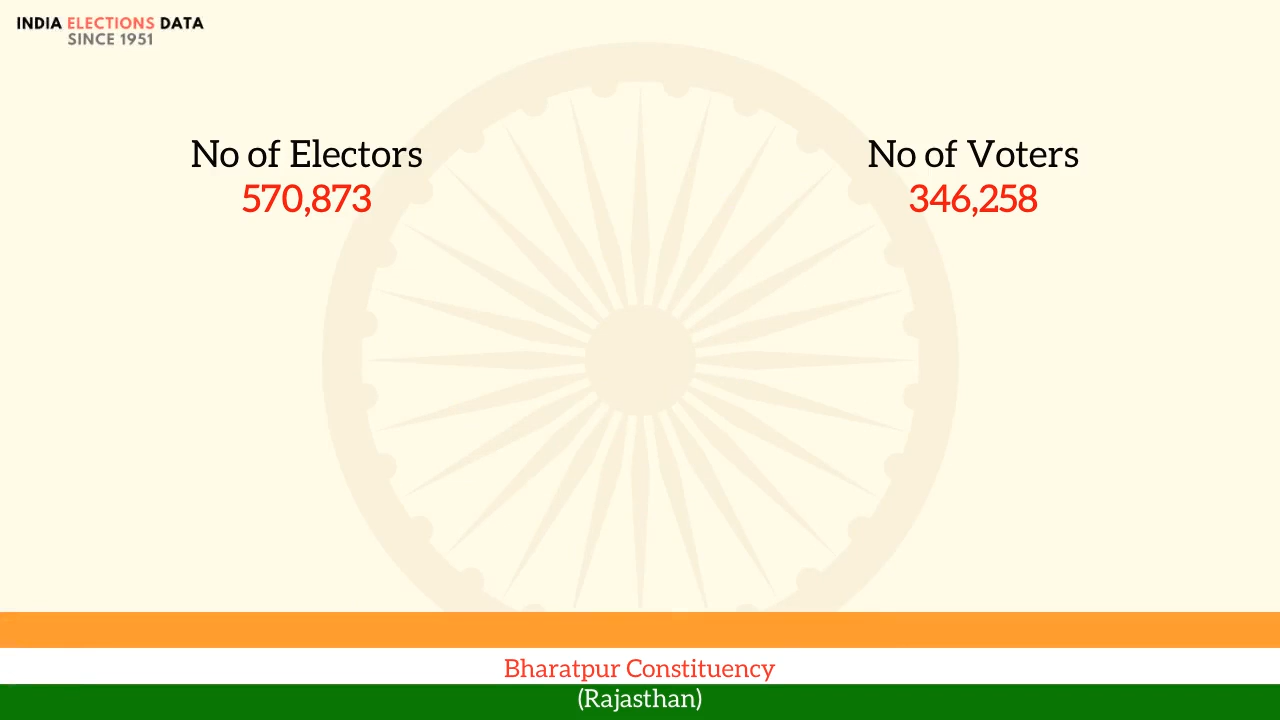 INDIA ELECTIONS DATA
SINCE 1951
No of Electors
570,873
No of Voters
346,258
Bharatpur Constituency
(Rajasthan)